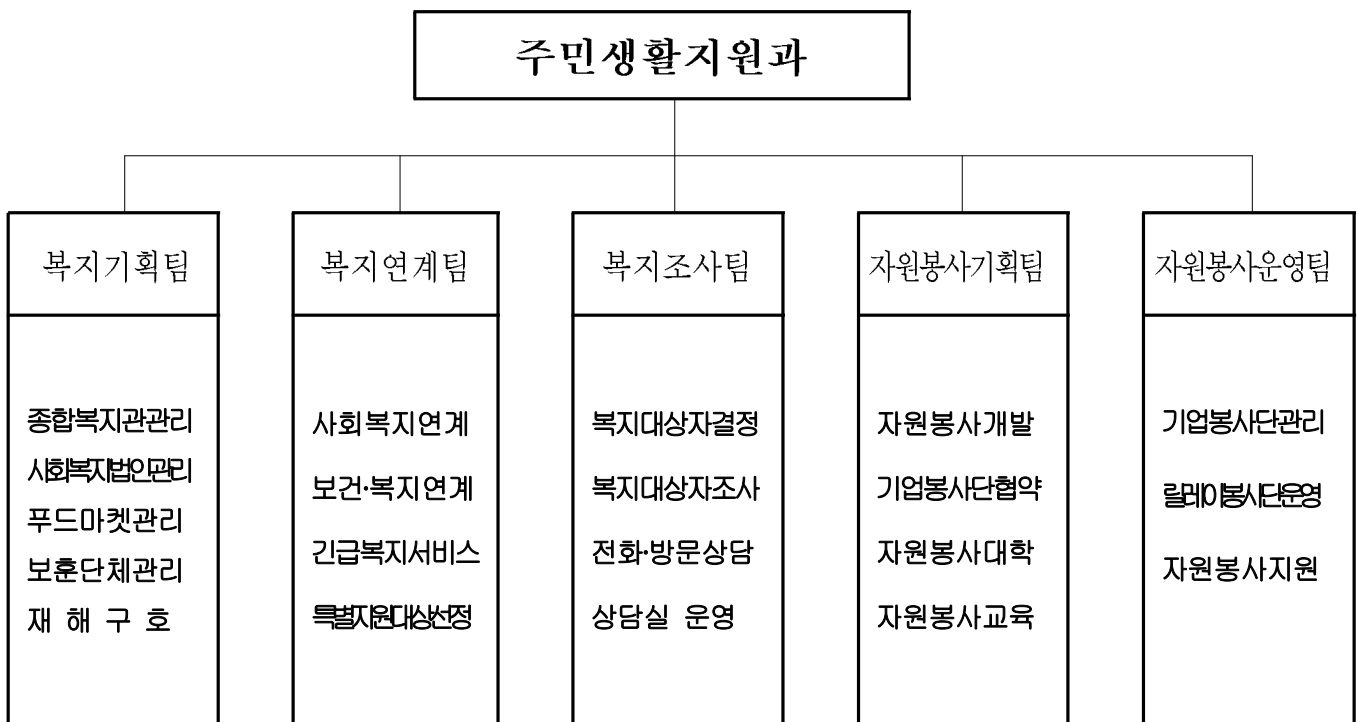 주민생활지원과
복지기획팀
종합복지관관리
사회복지법인관리
푸드마켓관리
보훈단체관리
재 해 구 호
복지연계팀
사회복지연계
보건·복지연계
긴급복지서비스
특별지원대상선정
복지조사팀
복지대상자결정
복지대상자조사
전화·방문상담
상담실 운영
자원봉사기획팀
자원봉사개발
기업봉사단협약
자원봉사대학
자원봉사교육
자원봉사운영팀
기업봉사단관리
릴레이봉사단운영
자원봉사지원